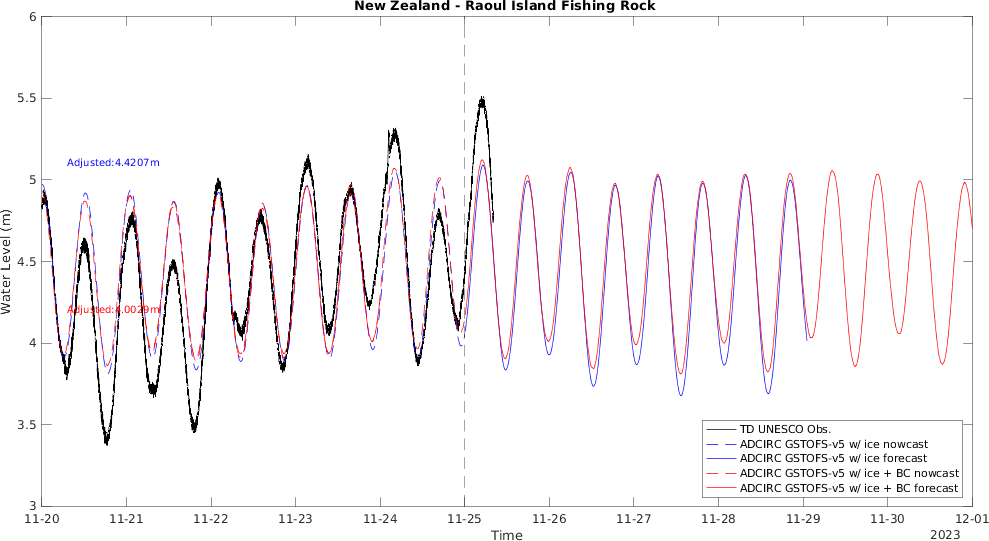 New Zealand - Raoul Island Fishing Rock
6
5.5
5
4.5
4
3.5
3
Water Level (m)
Adjusted:4.4207m
Adjusted:4.0029m
TD UNESCO Obs.
ADCIRC GSTOFS-v5 w/ ice nowcast
ADCIRC GSTOFS-v5 w/ ice forecast
ADCIRC GSTOFS-v5 w/ ice + BC nowcast
ADCIRC GSTOFS-v5 w/ ice + BC forecast
11-20 11-21 11-22 11-23 11-24 11-25 11-26 11-27 11-28 11-29 11-30 12-01
Time
2023